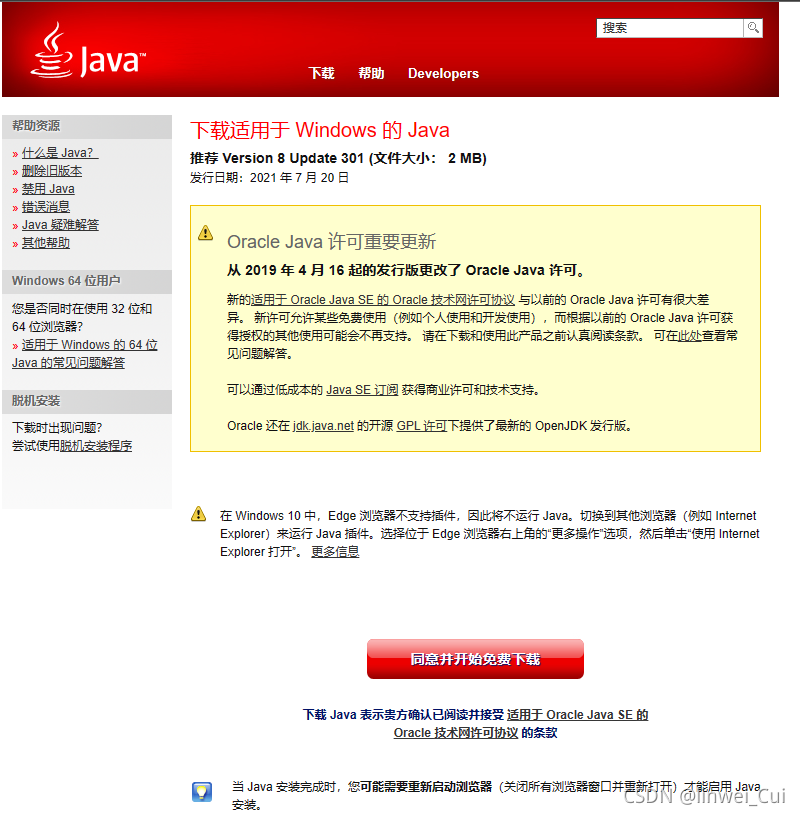 Java™
搜索
下载 帮助 Developers
帮助资源
» 什么是 Java?
» 删除旧版本
» 禁用 Java
» 错误消息
» Java 疑难解答
» 其他帮助
Windows 64 位用户
您是否同时在使用 32 位和
64 位浏览器?
» 适用于 Windows 的 64 位
Java 的常见问题解答
脱机安装
下载时出现问题?
尝试使用脱机安装程序
下载适用于 Windows 的 Java
推荐 Version 8 Update 301 (文件大小： 2 MB)
发行日期：2021 年 7 月 20 日
Oracle Java 许可重要更新
从 2019 年 4 月 16 起的发行版更改了 Oracle Java 许可。
新的适用于 Oracle Java SE 的 Oracle 技术网许可协议 与以前的 Oracle Java 许可有很大差
异。 新许可允许某些免费使用（例如个人使用和开发使用），而根据以前的 Oracle Java 许可获
得授权的其他使用可能会不再支持。 请在下载和使用此产品之前认真阅读条款。 可在此处查看常
见问题解答。
可以通过低成本的 Java SE 订阅 获得商业许可和技术支持。
Oracle 还在 jdk.java.net 的开源 GPL 许可下提供了最新的 OpenJDK 发行版。
在 Windows 10 中，Edge 浏览器不支持插件，因此将不运行 Java。切换到其他浏览器（例如 Internet
Explorer）来运行 Java 插件。选择位于 Edge 浏览器右上角的“更多操作”选项，然后单击“使用 Internet
Explorer 打开”。 更多信息
同意并开始免费下载
下载 Java 表示贵方确认已阅读并接受 适用于 Oracle Java SE 的
Oracle 技术网许可协议 的条款
当 Java 安装完成时，您可能需要重新启动浏览器（关闭所有浏览器窗口并重新打开）才能启用 Java
安装。
CSDN @linwei_Cui